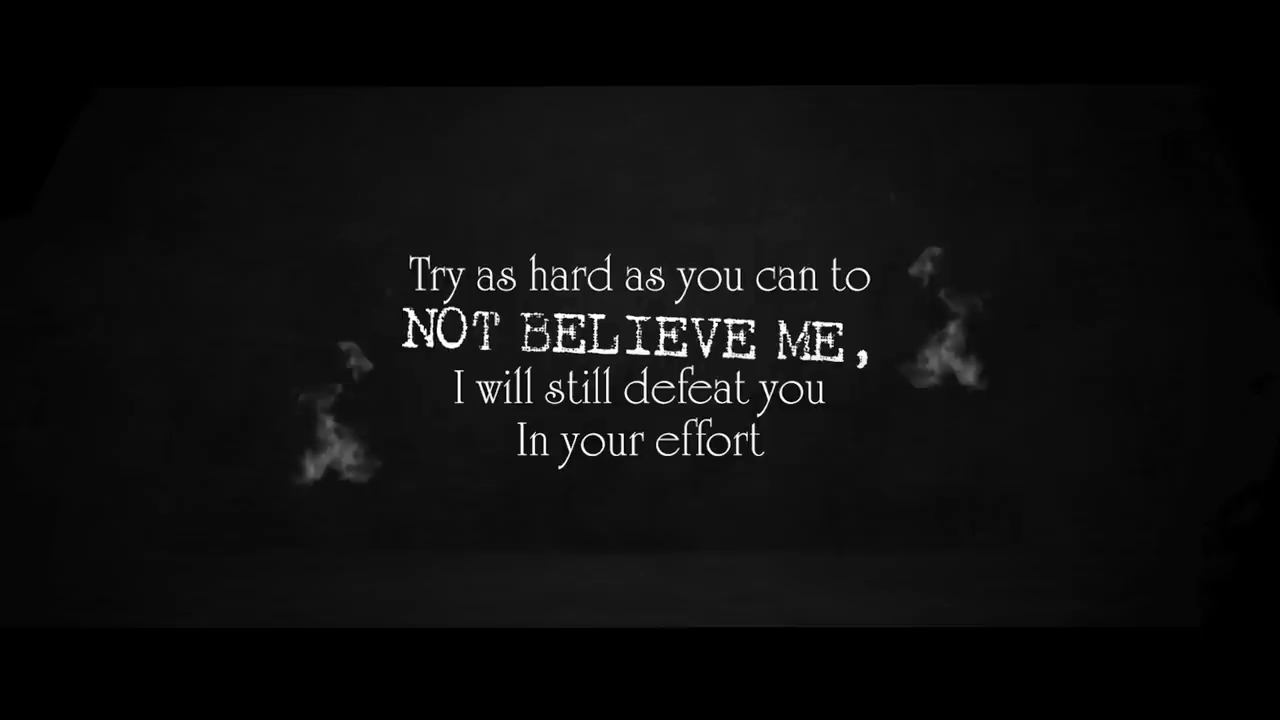 Try as hard as you can to
NOT BELIEVE ME,
I will still defeat you
In your effort